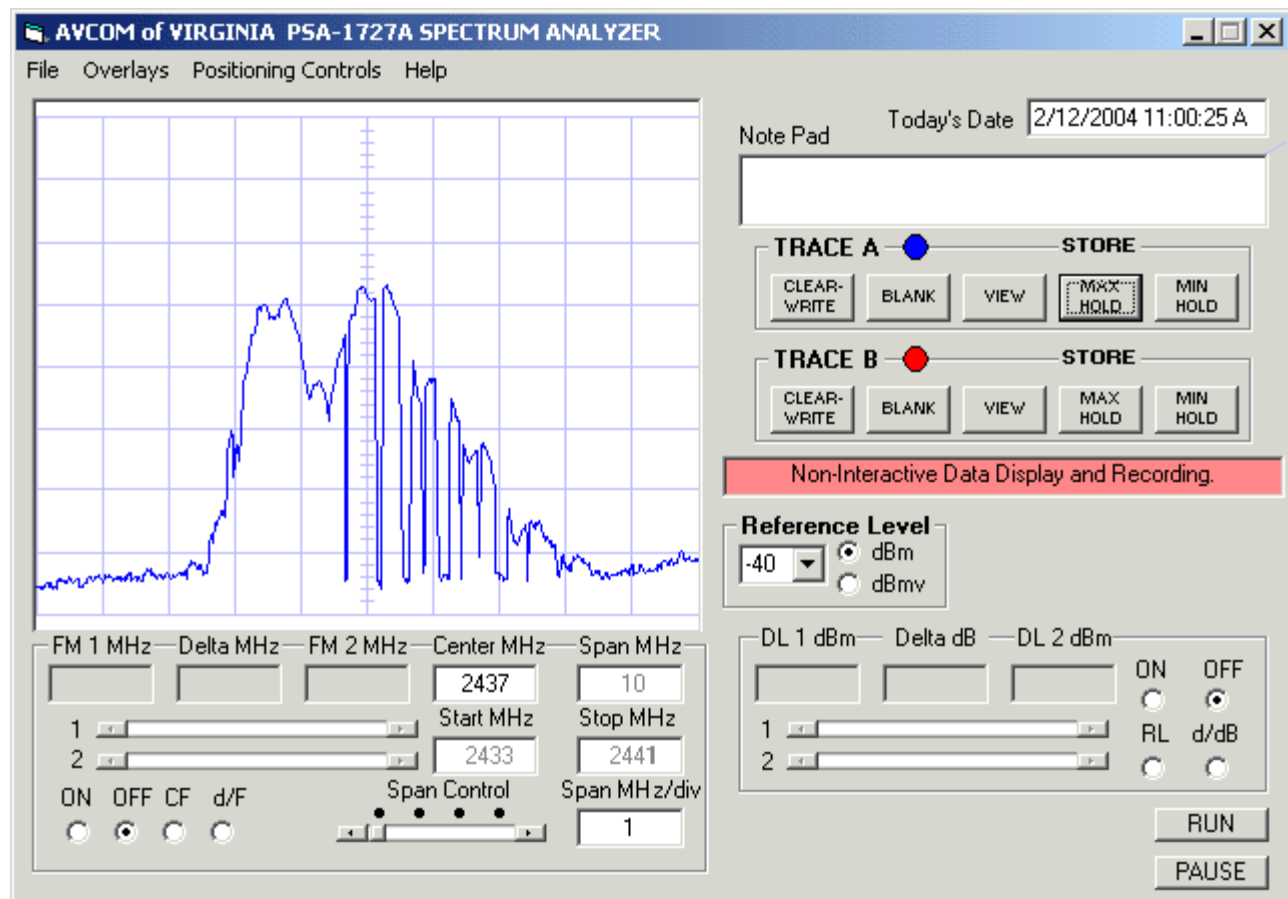 AVCOM of VIRGINIA PSA-1727A SPECTRUM ANALYZER
File Overlays Positioning Controls Help
Today's Date 2/12/2004 11:00:25 A
Note Pad
TRACE A STORE
CLEAR-WRITE BLANK VIEW MAX HOLD MIN HOLD
TRACE B STORE
CLEAR-WRITE BLANK VIEW MAX HOLD MIN HOLD
Non-Interactive Data Display and Recording.
Reference Level
-40 dBm
dBmv
FM 1 MHz Delta MHz FM 2 MHz Center MHz Span MHz
2437 10
Start MHz Stop MHz
1
2 2433 2441
ON OFF CF d/F Span Control Span MHz/div
1
DL 1 dBm Delta dB DL 2 dBm
ON OFF
1 RL d/dB
2
RUN
PAUSE